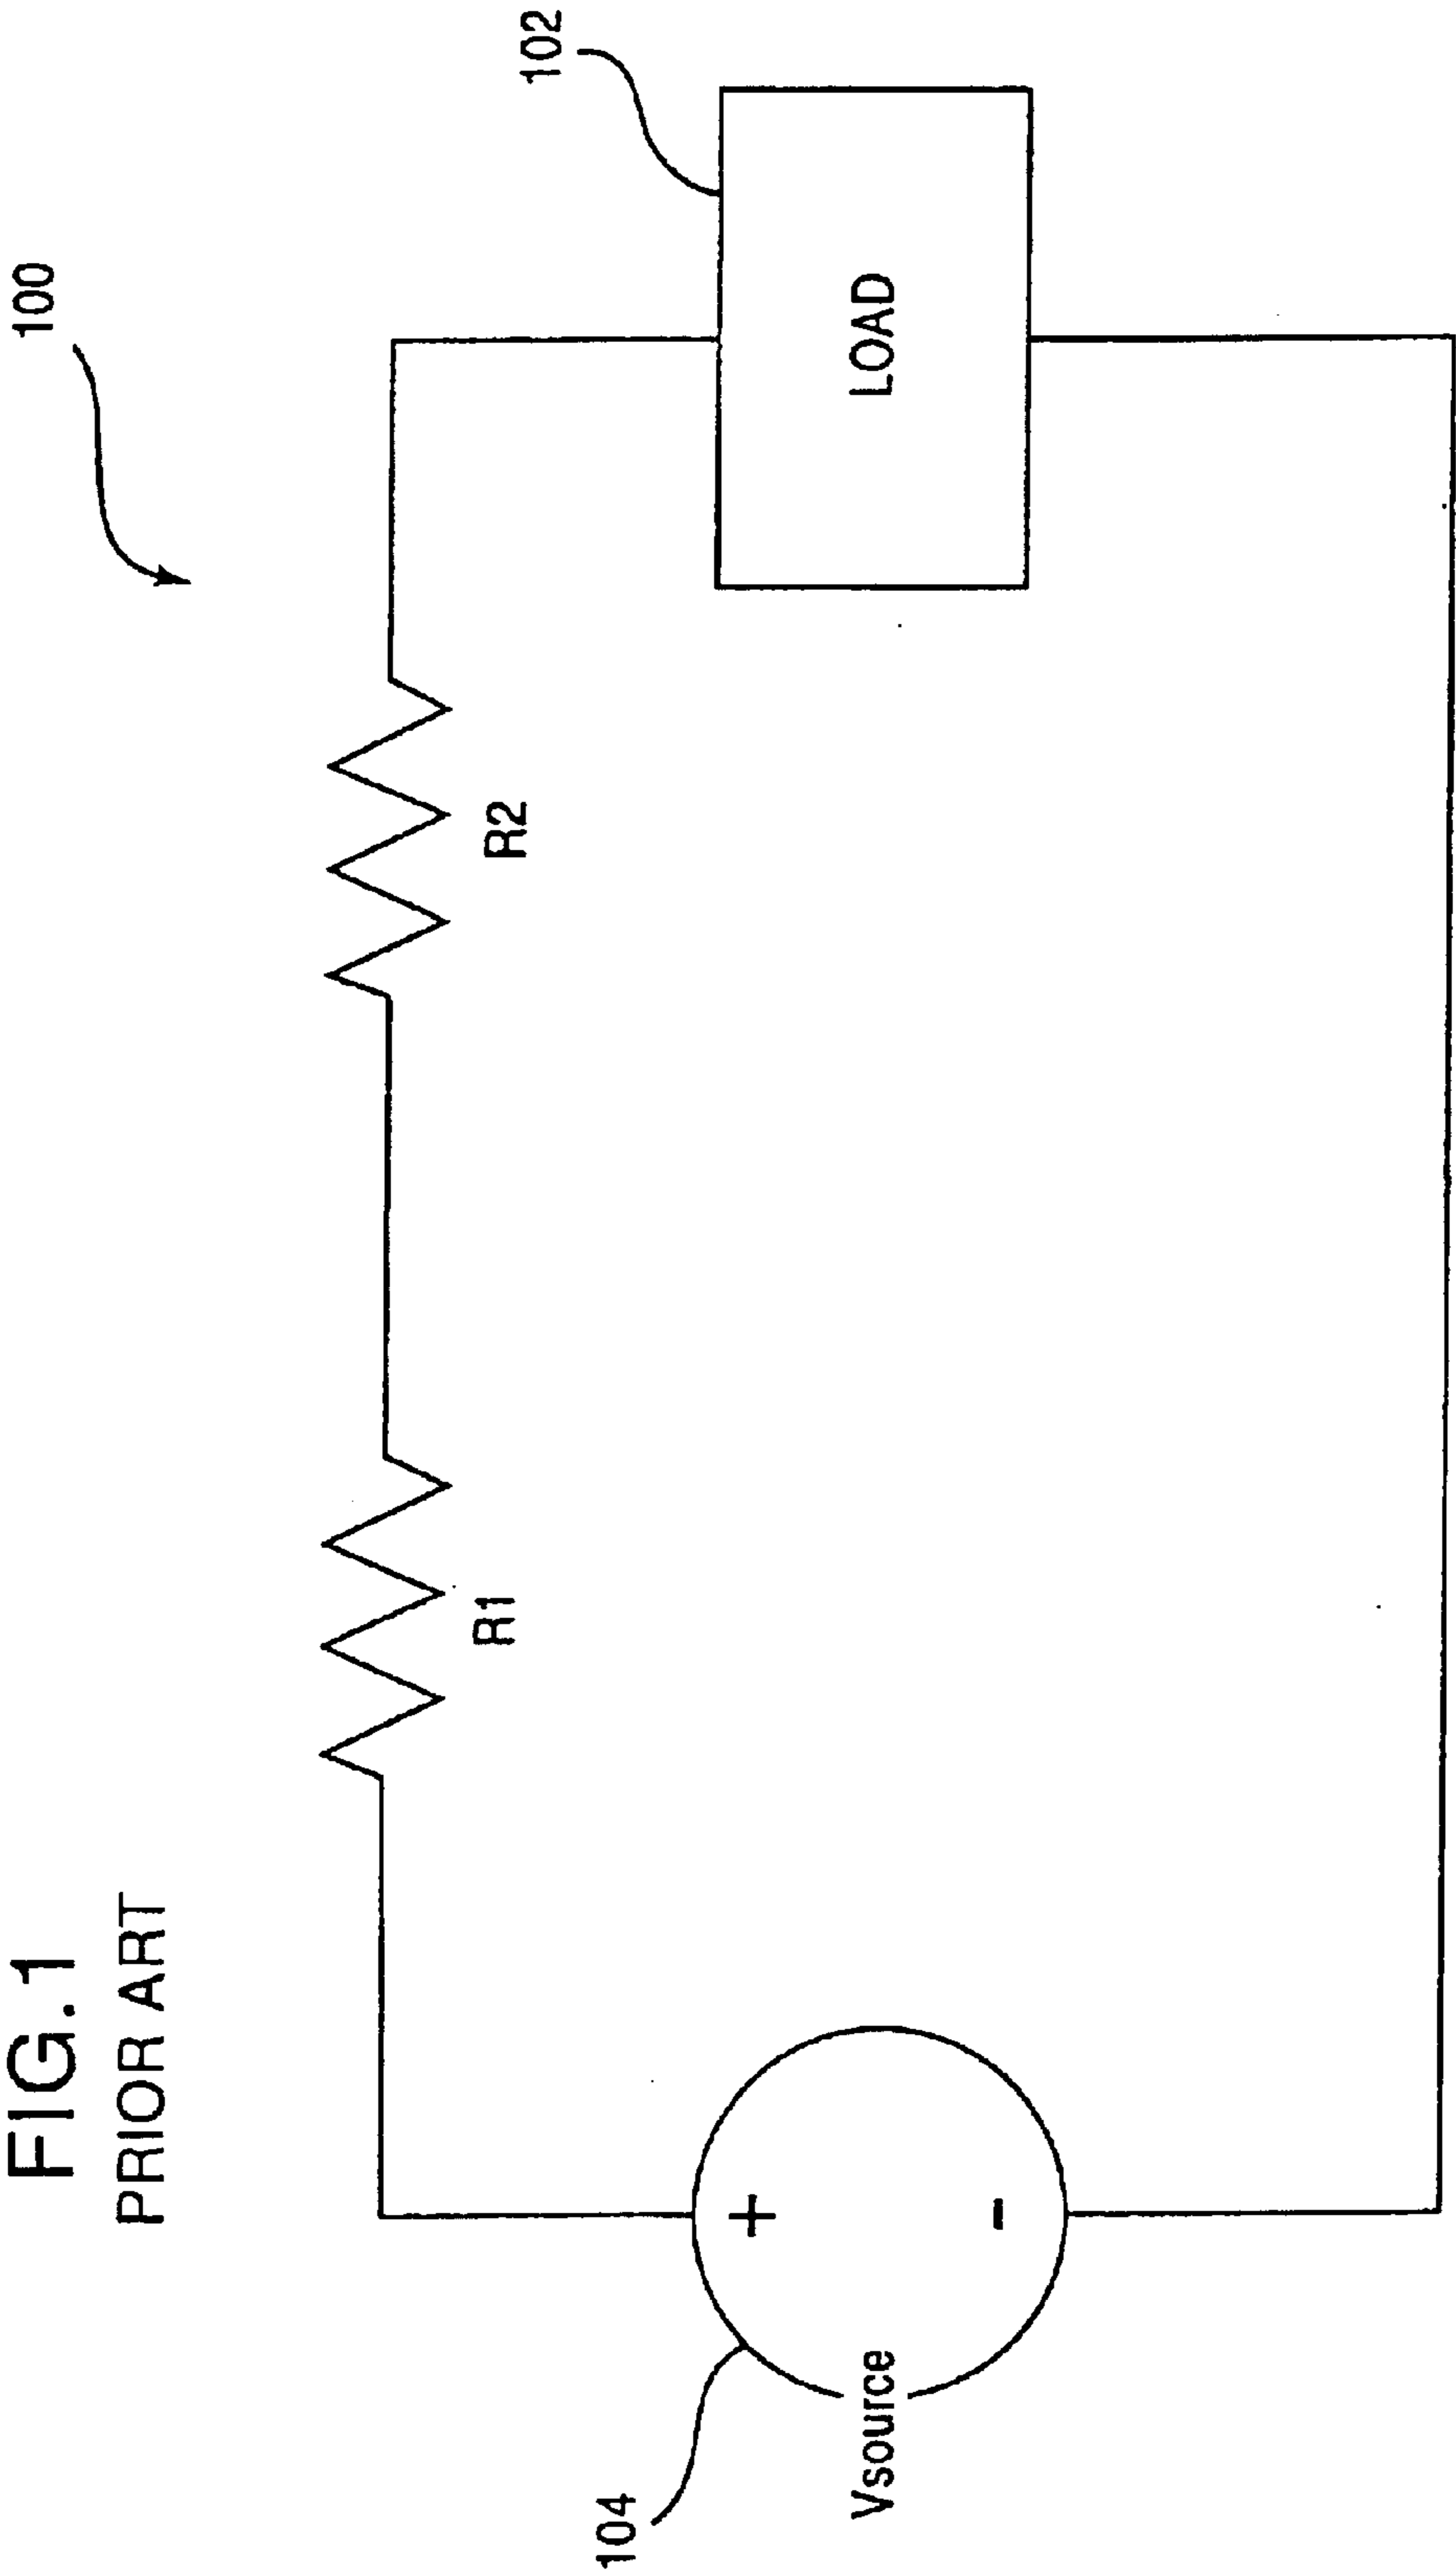 FIG.1
PRIOR ART
100
102
R1
R2
LOAD
104
Vsource
+
-